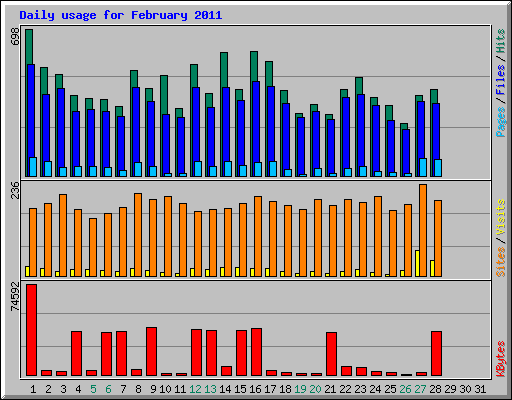 Daily usage for February 2011
698
Pages / Files / Hits
236
Sites / Visits
74592
KBytes
1 2 3 4 5 6 7 8 9 10 11 12 13 14 15 16 17 18 19 20 21 22 23 24 25 26 27 28 29 30 31